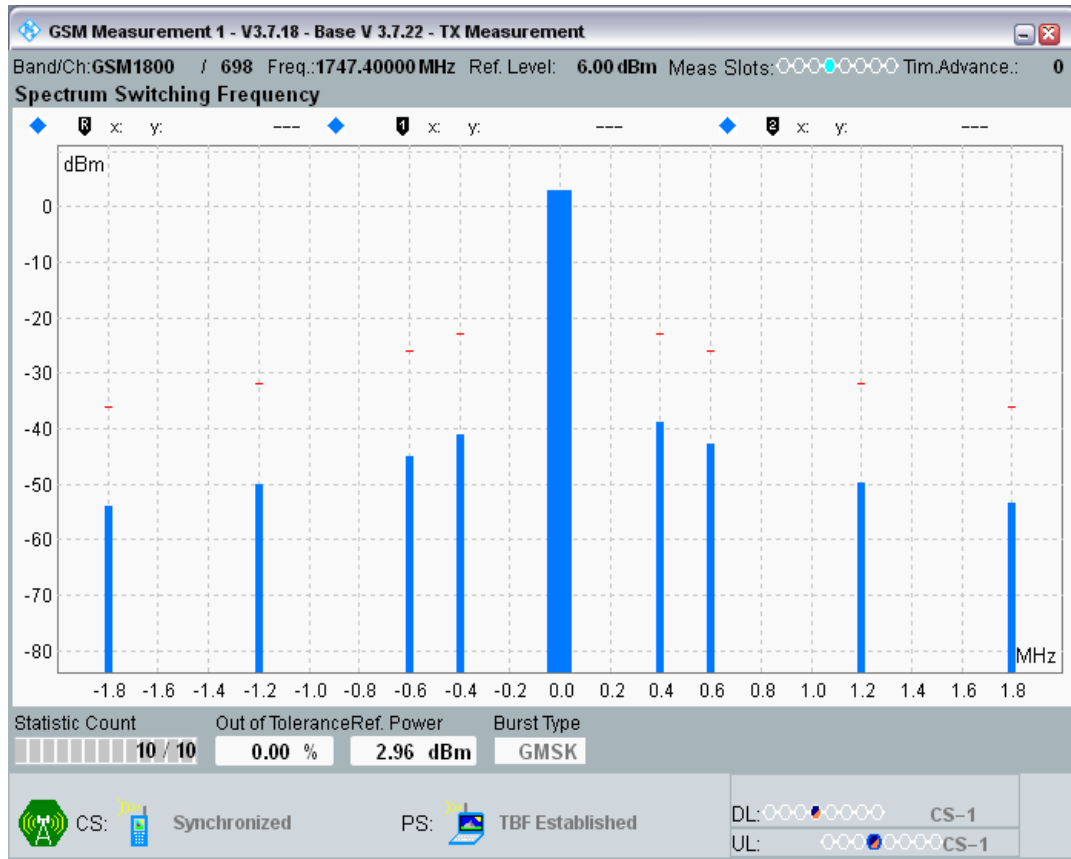 GSM Measurement 1 - V3.7.18 - Base V 3.7.22 - TX Measurement
Band/Ch:GSM1800 / 698 Freq.:1747.40000 MHz Ref. Level: 6.00 dBm Meas Slots: Tim.Advance.: 0
Spectrum Switching Frequency
R x: y: --- 1 x: y: --- 2 x: y: ---
dBm
0
-10
-20
-30
-40
-50
-60
-70
-80
MHz
-1.8 -1.6 -1.4 -1.2 -1.0 -0.8 -0.6 -0.4 -0.2 0.0 0.2 0.4 0.6 0.8 1.0 1.2 1.4 1.6 1.8
Statistic Count Out of Tolerance Ref. Power Burst Type
10 / 10 0.00 % 2.96 dBm GMSK
CS: Synchronized PS: TBF Established
DL: CS-1
UL: CS-1